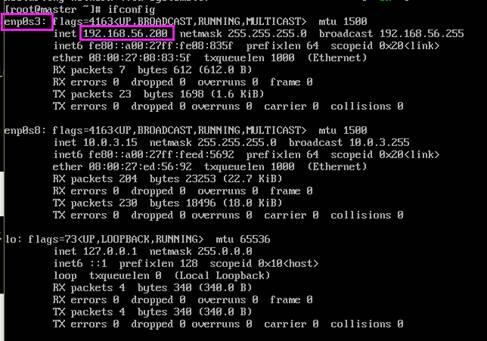 [root@master ~]# ifconfig
enp0s3: flags=4163<UP,BROADCAST,RUNNING,MULTICAST>  mtu 1500
inet 192.168.56.200  netmask 255.255.255.0  broadcast 192.168.56.255
inet6 fe80::a00:27ff:fe08:835f  prefixlen 64  scopeid 0x20<link>
ether 08:00:27:08:83:5f  txqueuelen 1000  (Ethernet)
RX packets 7  bytes 612 (612.0 B)
RX errors 0  dropped 0  overruns 0  frame 0
TX packets 23  bytes 1698 (1.6 KiB)
TX errors 0  dropped 0 overruns 0  carrier 0  collisions 0
enp0s8: flags=4163<UP,BROADCAST,RUNNING,MULTICAST>  mtu 1500
inet 10.0.3.15  netmask 255.255.255.0  broadcast 10.0.3.255
inet6 fe80::a00:27ff:feed:5692  prefixlen 64  scopeid 0x20<link>
ether 08:00:27:ed:56:92  txqueuelen 1000  (Ethernet)
RX packets 204  bytes 23253 (22.7 KiB)
RX errors 0  dropped 0  overruns 0  frame 0
TX packets 230  bytes 18496 (18.0 KiB)
TX errors 0  dropped 0 overruns 0  carrier 0  collisions 0
lo: flags=73<UP,LOOPBACK,RUNNING>  mtu 65536
inet 127.0.0.1  netmask 255.0.0.0
inet6 ::1  prefixlen 128  scopeid 0x10<host>
loop  txqueuelen 0  (Local Loopback)
RX packets 4  bytes 340 (340.0 B)
RX errors 0  dropped 0  overruns 0  frame 0
TX packets 4  bytes 340 (340.0 B)
TX errors 0  dropped 0 overruns 0  carrier 0  collisions 0